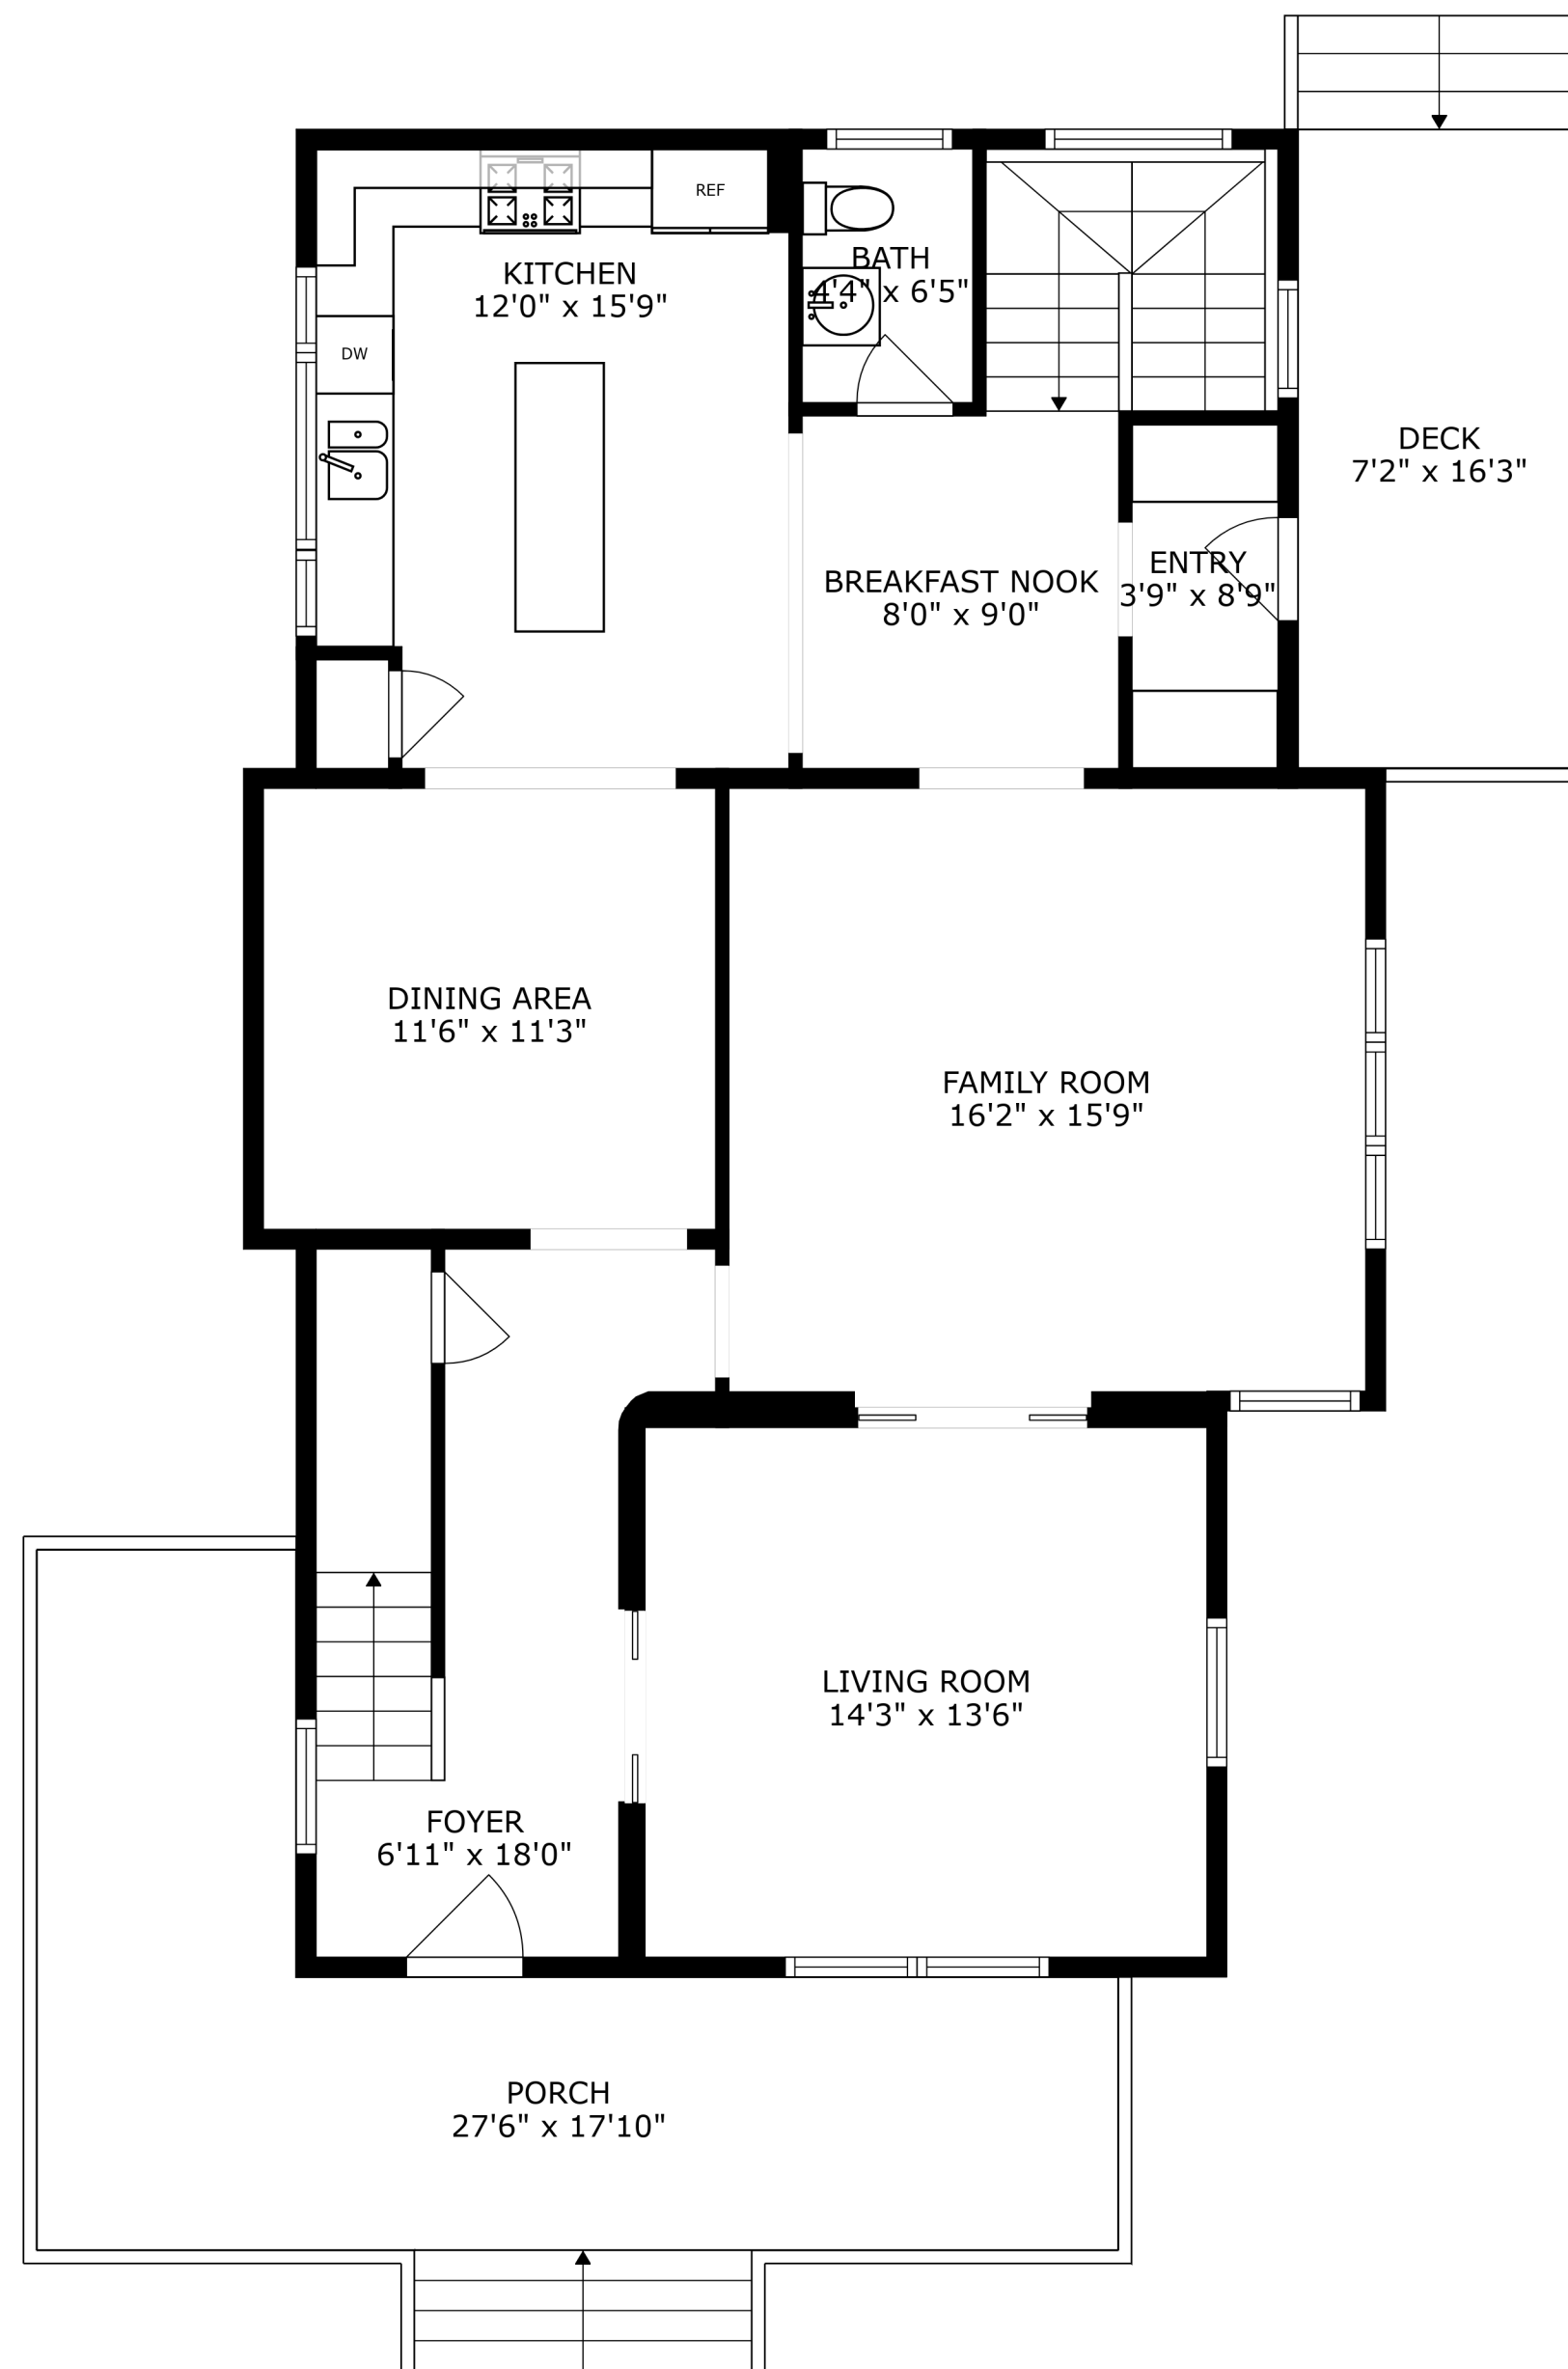 REF
BATH
4'4" x 6'5"
KITCHEN
12'0" x 15'9"
DW
DECK
7'2" x 16'3"
ENTRY
3'9" x 8'9"
BREAKFAST NOOK
8'0" x 9'0"
DINING AREA
11'6" x 11'3"
FAMILY ROOM
16'2" x 15'9"
LIVING ROOM
14'3" x 13'6"
FOYER
6'11" x 18'0"
PORCH
27'6" x 17'10"